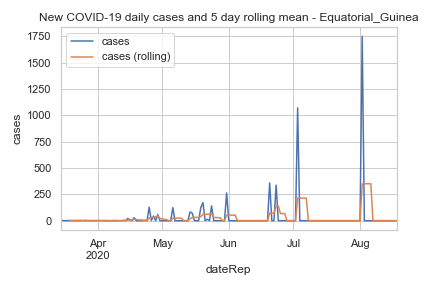 New COVID-19 daily cases and 5 day rolling mean - Equatorial_Guinea
cases
cases (rolling)
1750
1500
1250
1000
750
500
250
0
cases
Apr
2020
May
Jun
Jul
Aug
dateRep